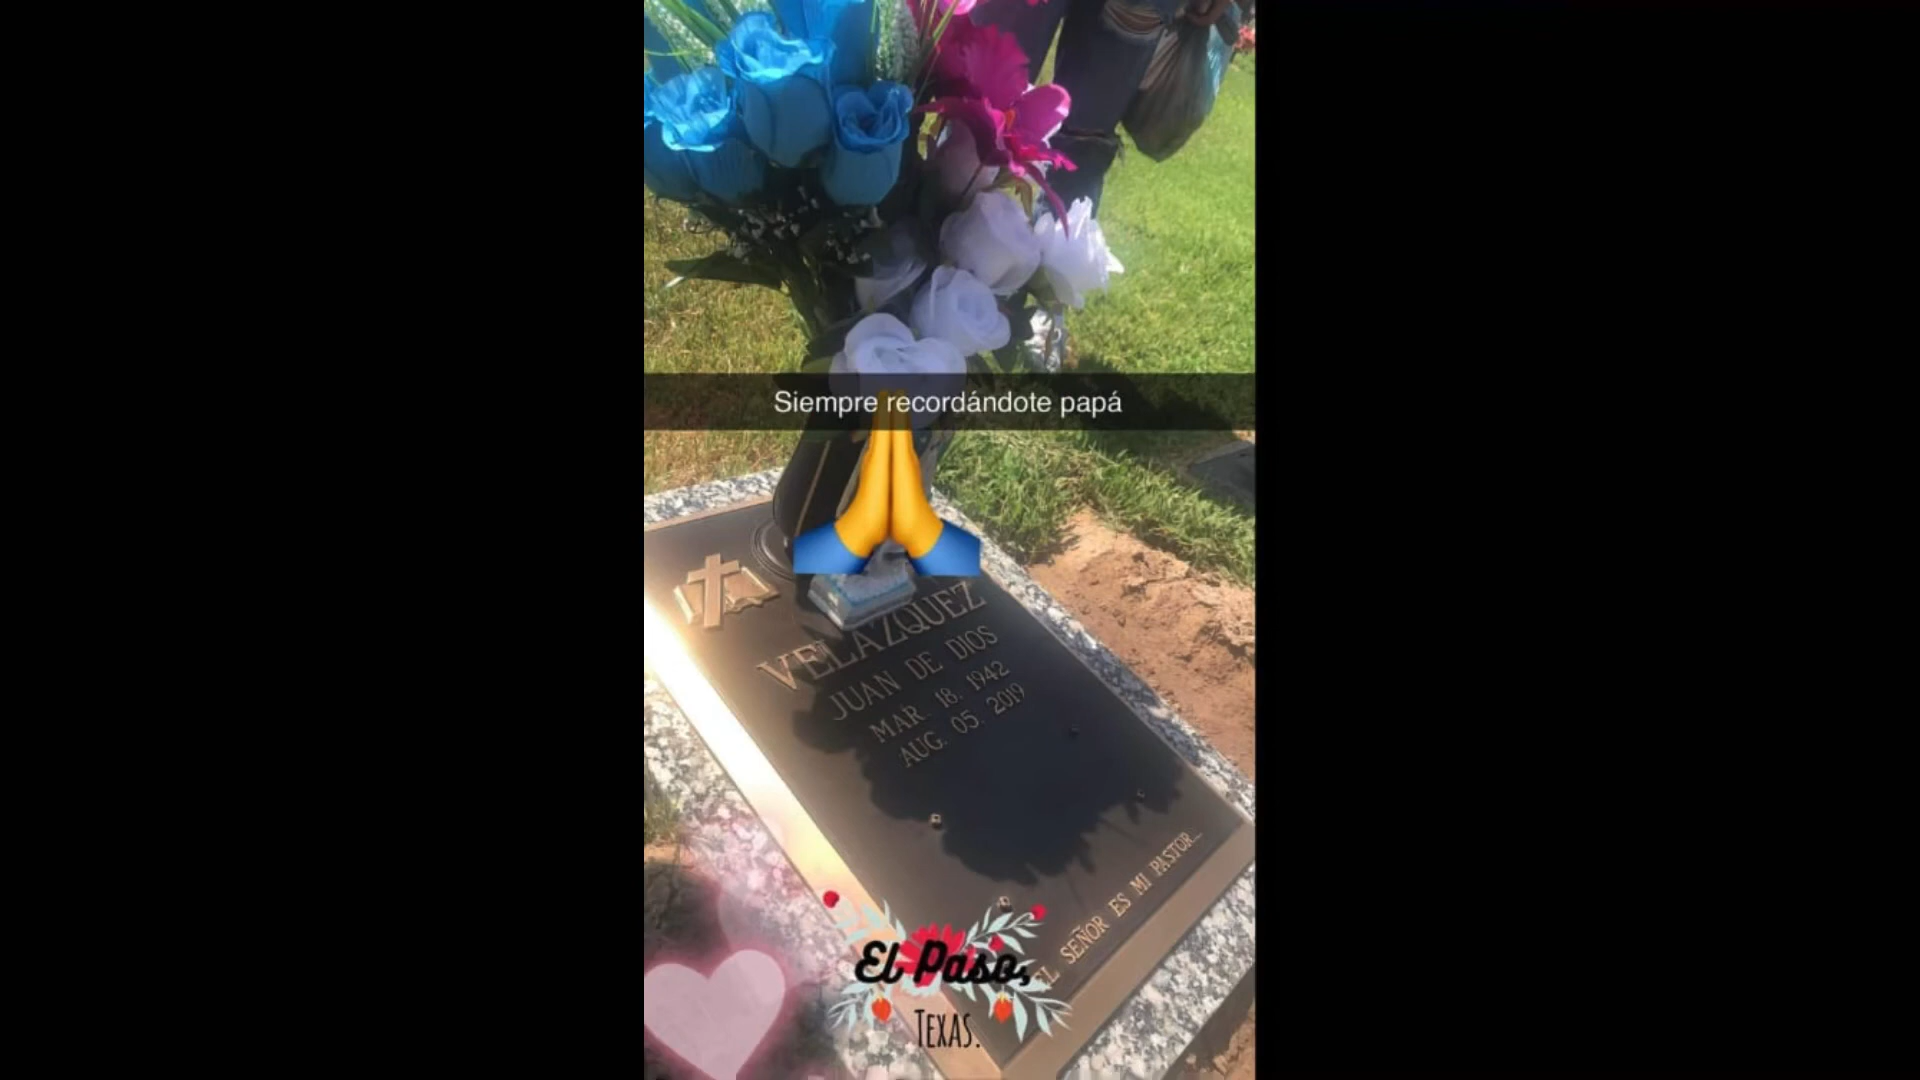 Siempre recordándote papá
VELAZQUEZ
JUAN DE DIOS
MAR. 18. 1942
AUG. 05. 2019
EL SEÑOR ES MI PASTOR...
El Paso,
TEXAS.